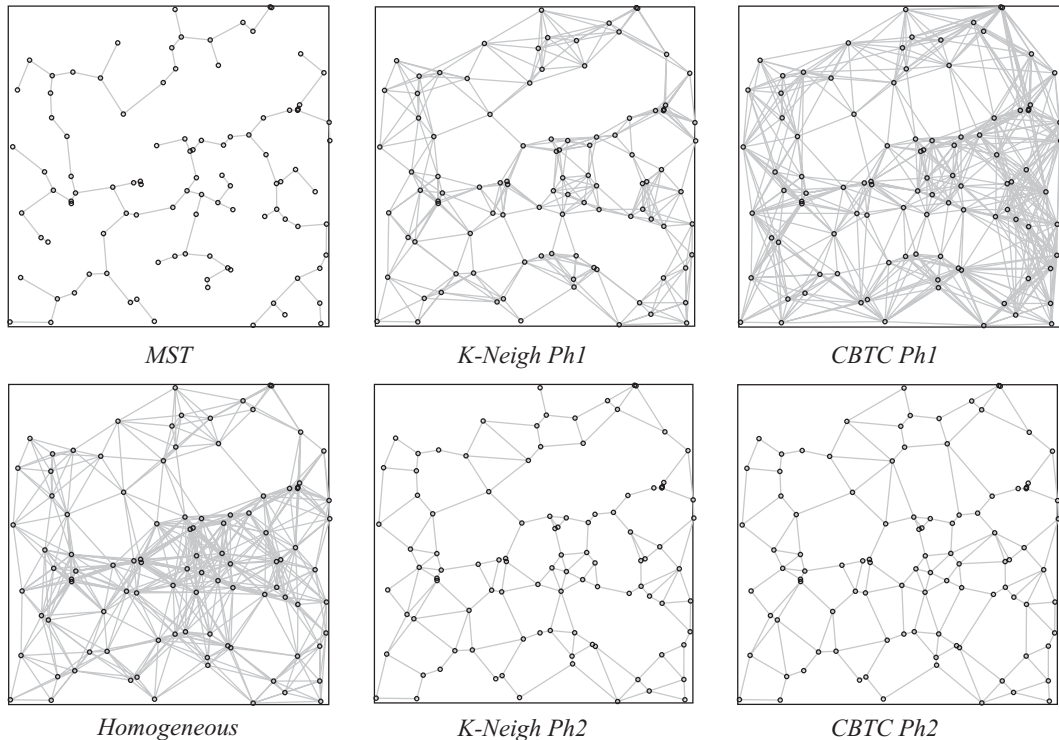 MST
K-Neigh Ph1
CBTC Ph1
Homogeneous
K-Neigh Ph2
CBTC Ph2